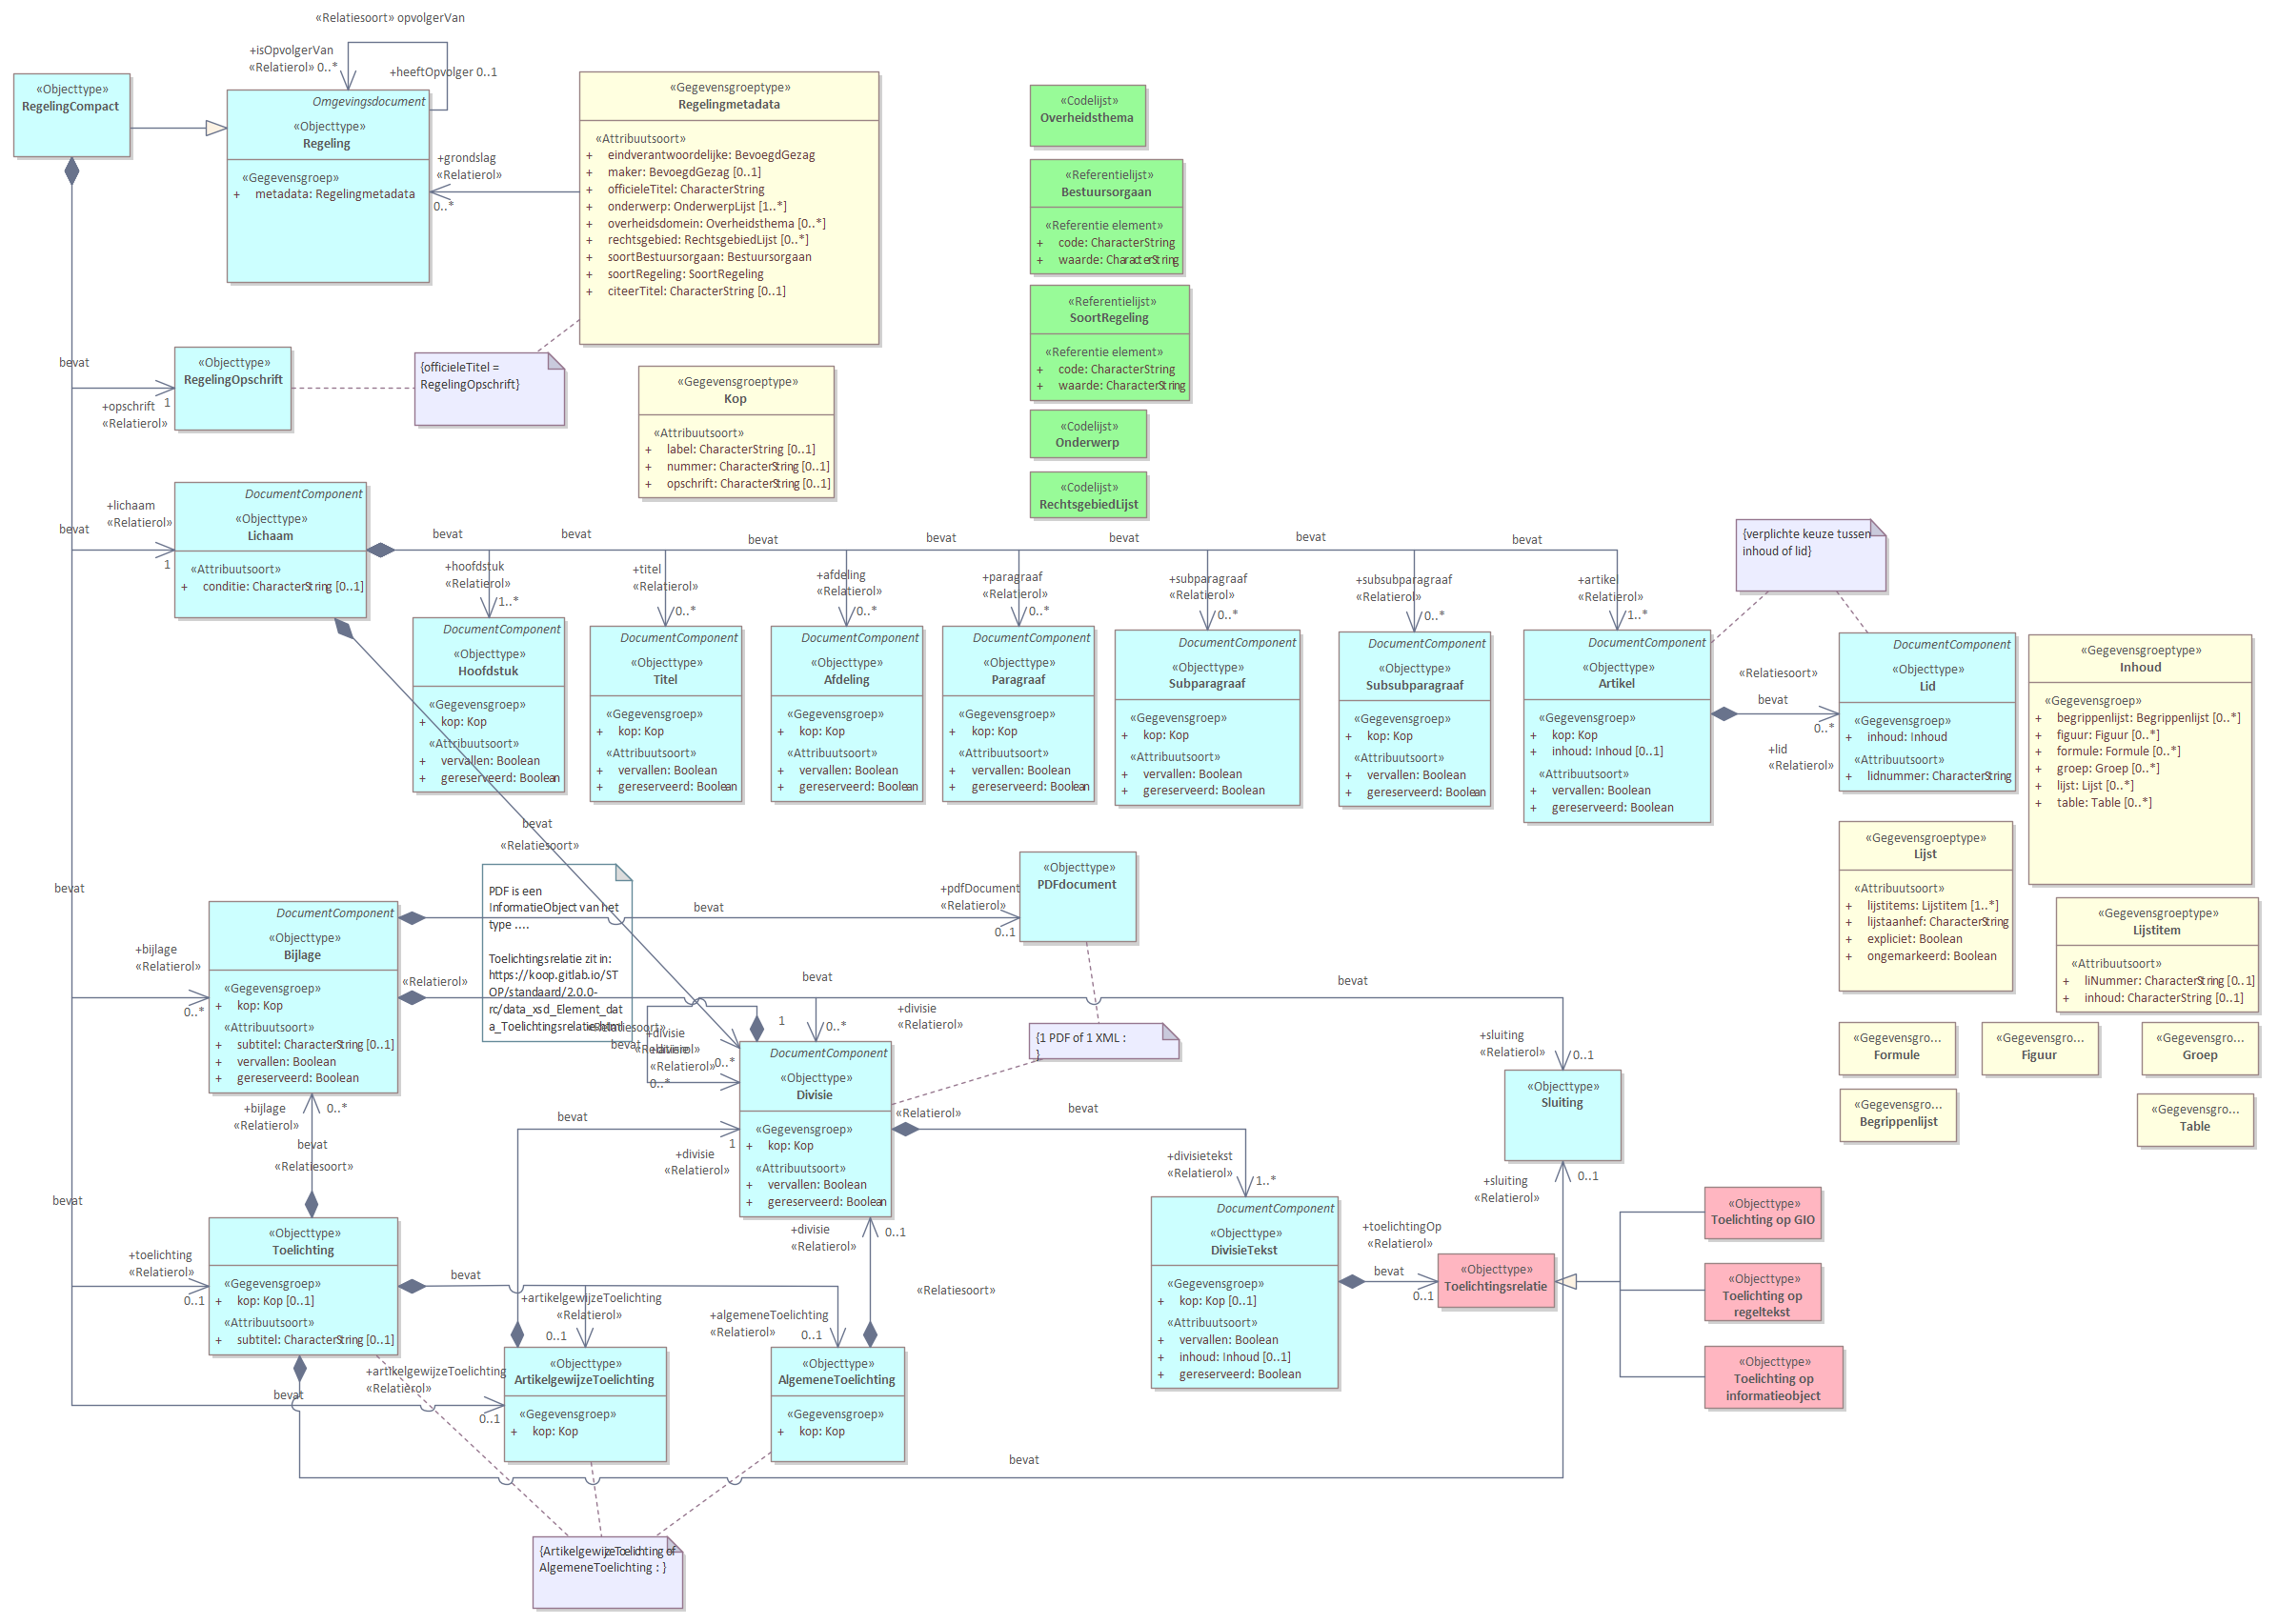 «Relatiesoort» opvolgerVan
+isOpvolgerVan
«Relatierol» 0..*
+heeftOpvolger 0..1
«Objecttype»
RegelingCompact
Omgevingsdocument
«Objecttype»
Regeling
«Gegevensgroep»
+ metadata: Regelingmetadata
+grondslag
«Relatierol»
0..*
«Gegevensgroeptype»
Regelingmetadata
«Attribuutsoort»
+ eindverantwoordelijke: BevoegdGezag
+ maker: BevoegdGezag [0..1]
+ officieleTitel: CharacterString
+ onderwerp: OnderwerpLijst [1..*]
+ overheidsdomein: Overheidsthema [0..*]
+ rechtsgebied: RechtsgebiedLijst [0..*]
+ soortBestuursorgaan: Bestuursorgaan
+ soortRegeling: SoortRegeling
+ citeerTitel: CharacterString [0..1]
«Codelijst»
Overheidsthema
«Referentielijst»
Bestuursorgaan
«Referentie element»
+ code: CharacterString
+ waarde: CharacterString
«Referentielijst»
SoortRegeling
«Referentie element»
+ code: CharacterString
+ waarde: CharacterString
«Codelijst»
Onderwerp
«Codelijst»
RechtsgebiedLijst
bevat
+opschrift
«Relatierol»
1
«Objecttype»
RegelingOpschrift
{officieleTitel =
RegelingOpschrift}
«Gegevensgroeptype»
Kop
«Attribuutsoort»
+ label: CharacterString [0..1]
+ nummer: CharacterString [0..1]
+ opschrift: CharacterString [0..1]
bevat
+lichaam
«Relatierol»
1
DocumentComponent
«Objecttype»
Lichaam
«Attribuutsoort»
+ conditie: CharacterString [0..1]
bevat
bevat
bevat
bevat
bevat
bevat
bevat
{verplichte keuze tussen
inhoud of lid}
+hoofdstuk
«Relatierol»
1..*
+titel
«Relatierol»
0..*
+afdeling
«Relatierol»
0..*
+paragraaf
«Relatierol»
0..*
+subparagraaf
«Relatierol»
0..*
+subsubparagraaf
«Relatierol»
0..*
+artikel
«Relatierol»
1..*
DocumentComponent
«Objecttype»
Hoofdstuk
«Gegevensgroep»
+ kop: Kop
«Attribuutsoort»
+ vervallen: Boolean
+ gereserveerd: Boolean
DocumentComponent
«Objecttype»
Titel
«Gegevensgroep»
+ kop: Kop
«Attribuutsoort»
+ vervallen: Boolean
+ gereserveerd: Boolean
DocumentComponent
«Objecttype»
Afdeling
«Gegevensgroep»
+ kop: Kop
«Attribuutsoort»
+ vervallen: Boolean
+ gereserveerd: Boolean
DocumentComponent
«Objecttype»
Paragraaf
«Gegevensgroep»
+ kop: Kop
«Attribuutsoort»
+ vervallen: Boolean
+ gereserveerd: Boolean
DocumentComponent
«Objecttype»
Subparagraaf
«Gegevensgroep»
+ kop: Kop
«Attribuutsoort»
+ vervallen: Boolean
+ gereserveerd: Boolean
DocumentComponent
«Objecttype»
Subsubparagraaf
«Gegevensgroep»
+ kop: Kop
«Attribuutsoort»
+ vervallen: Boolean
+ gereserveerd: Boolean
DocumentComponent
«Objecttype»
Artikel
«Gegevensgroep»
+ kop: Kop
+ inhoud: Inhoud [0..1]
«Attribuutsoort»
+ vervallen: Boolean
+ gereserveerd: Boolean
«Relatiesoort»
bevat
0..*
+lid
«Relatierol»
DocumentComponent
«Objecttype»
Lid
«Gegevensgroep»
+ inhoud: Inhoud
«Attribuutsoort»
+ lidnummer: CharacterString
«Gegevensgroeptype»
Inhoud
«Gegevensgroep»
+ begrippenlijst: Begrippenlijst [0..*]
+ figuur: Figuur [0..*]
+ formule: Formule [0..*]
+ groep: Groep [0..*]
+ lijst: Lijst [0..*]
+ table: Table [0..*]
«Gegevensgroeptype»
Lijst
«Attribuutsoort»
+ lijstitems: Lijstitem [1..*]
+ lijstaanhef: CharacterString
+ expliciet: Boolean
+ ongemarkeerd: Boolean
«Gegevensgroeptype»
Lijstitem
«Attribuutsoort»
+ liNummer: CharacterString [0..1]
+ inhoud: CharacterString [0..1]
«Gegevensgro...
Formule
«Gegevensgro...
Figuur
«Gegevensgro...
Groep
«Gegevensgro...
Begrippenlijst
«Gegevensgro...
Table
bevat
«Relatiesoort»
PDF is een
InformatieObject van het
type ....
Toelichtingsrelatie zit in:
https://koop.gitlab.io/ST
OP/standaard/2.0.0-
rc/data_xsd_Element_dat
a_Toelichtingsrelatie.html
bevat
+pdfDocument
«Relatierol»
0..1
«Objecttype»
PDFdocument
bevat
+bijlage
«Relatierol»
0..*
DocumentComponent
«Objecttype»
Bijlage
«Gegevensgroep»
+ kop: Kop
«Attribuutsoort»
+ subtitel: CharacterString [0..1]
+ vervallen: Boolean
+ gereserveerd: Boolean
«Relatierol»
bevat
bevat
+divisie
«Relatierol»
0..*
1
«Relatiesoort»
+divisie
«Relatierol»
bevat
+divisie
«Relatierol»
0..*
0..*
{1 PDF of 1 XML :
}
+sluiting
«Relatierol»
0..1
«Objecttype»
Sluiting
DocumentComponent
«Objecttype»
Divisie
«Gegevensgroep»
+ kop: Kop
«Attribuutsoort»
+ vervallen: Boolean
+ gereserveerd: Boolean
«Relatierol»
bevat
+divisietekst
«Relatierol»
1..*
bevat
1
+divisie
«Relatierol»
+bijlage
«Relatierol»
0..*
bevat
«Relatiesoort»
+sluiting
«Relatierol»
0..1
DocumentComponent
«Objecttype»
DivisieTekst
«Gegevensgroep»
+ kop: Kop [0..1]
«Attribuutsoort»
+ vervallen: Boolean
+ inhoud: Inhoud [0..1]
+ gereserveerd: Boolean
+toelichtingOp
«Relatierol»
bevat
0..1
«Objecttype»
Toelichtingsrelatie
«Objecttype»
Toelichting op GIO
«Objecttype»
Toelichting op
regeltekst
«Objecttype»
Toelichting op
informatieobject
bevat
+toelichting
«Relatierol»
0..1
«Objecttype»
Toelichting
«Gegevensgroep»
+ kop: Kop [0..1]
«Attribuutsoort»
+ subtitel: CharacterString [0..1]
bevat
+artikelgewijzeToelichting
«Relatierol»
0..1
+algemeneToelichting
«Relatierol»
0..1
+divisie
«Relatierol»
0..1
«Relatiesoort»
+artikelgewijzeToelichting
«Relatierol»
bevat
0..1
«Objecttype»
ArtikelgewijzeToelichting
«Gegevensgroep»
+ kop: Kop
«Objecttype»
AlgemeneToelichting
«Gegevensgroep»
+ kop: Kop
bevat
{ArtikelgewijzeToelichting of
AlgemeneToelichting : }